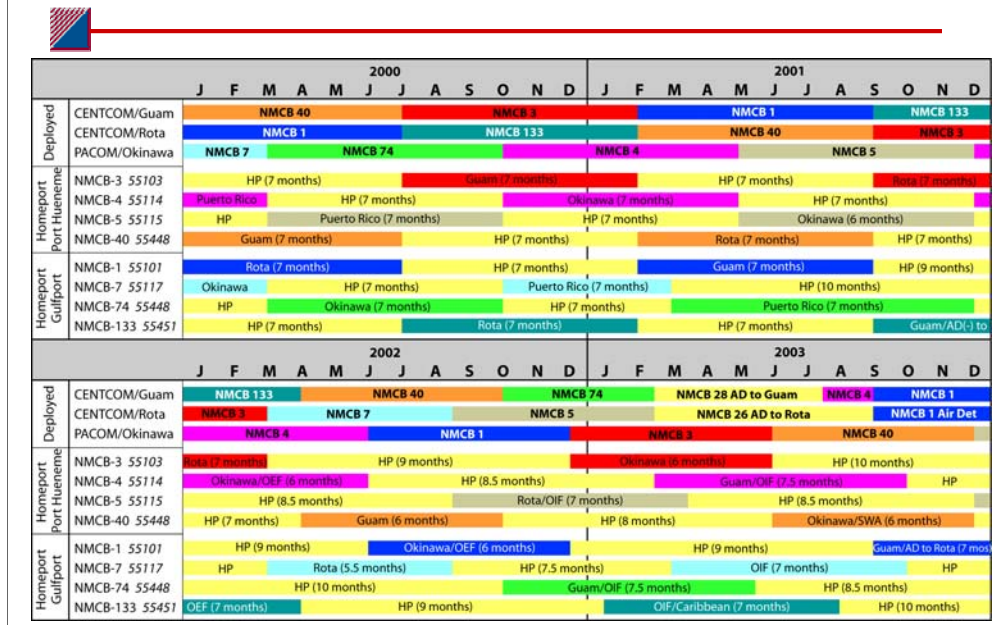 2000 2001
J F M A M J J A S O N D J F M A M J J A S O N D
Deployed
CENTCOM/Guam NMCB 40 NMCB 3 NMCB 1 NMCB 133
CENTCOM/Rota NMCB 1 NMCB 133 NMCB 40 NMCB 3
PACOM/Okinawa NMCB 7 NMCB 74 NMCB 4 NMCB 5
Homeport
Port Hueneme
NMCB-3 55103 HP (7 months) Guam (7 months) HP (7 months) Rota (7 months)
NMCB-4 55114 Puerto Rico HP (7 months) Okinawa (7 months) HP (7 months)
NMCB-5 55115 HP Puerto Rico (7 months) HP (7 months) Okinawa (6 months)
NMCB-40 55448 Guam (7 months) HP (7 months) Rota (7 months) HP (7 months)
Homeport
Gulfport
NMCB-1 55101 Rota (7 months) HP (7 months) Guam (7 months) HP (9 months)
NMCB-7 55117 Okinawa HP (7 months) Puerto Rico (7 months) HP (10 months)
NMCB-74 55448 HP Okinawa (7 months) HP (7 months) Puerto Rico (7 months)
NMCB-133 55451 HP (7 months) Rota (7 months) HP (7 months) Guam/AD(-) to
2002 2003
J F M A M J J A S O N D J F M A M J J A S O N D
Deployed
CENTCOM/Guam NMCB 133 NMCB 40 NMCB 74 NMCB 28 AD to Guam NMCB 4 NMCB 1
CENTCOM/Rota NMCB 3 NMCB 7 NMCB 5 NMCB 26 AD to Rota NMCB 1 Air Det
PACOM/Okinawa NMCB 4 NMCB 1 NMCB 3 NMCB 40
Homeport
Port Hueneme
NMCB-3 55103 Rota (7 months) HP (9 months) Okinawa (6 months) HP (10 months)
NMCB-4 55114 Okinawa/OEF (6 months) HP (8.5 months) Guam/OIF (7.5 months) HP
NMCB-5 55115 HP (8.5 months) Rota/OIF (7 months) HP (8.5 months)
NMCB-40 55448 HP (7 months) Guam (6 months) HP (8 months) Okinawa/SWA (6 months)
Homeport
Gulfport
NMCB-1 55101 HP (9 months) Okinawa/OEF (6 months) HP (9 months) Guam/AD to Rota (7 mos)
NMCB-7 55117 HP Rota (5.5 months) HP (7.5 months) OIF (7 months) HP
NMCB-74 55448 HP (10 months) Guam/OIF (7.5 months) HP (8.5 months)
NMCB-133 55451 OEF (7 months) HP (9 months) OIF/Caribbean (7 months) HP (10 months)